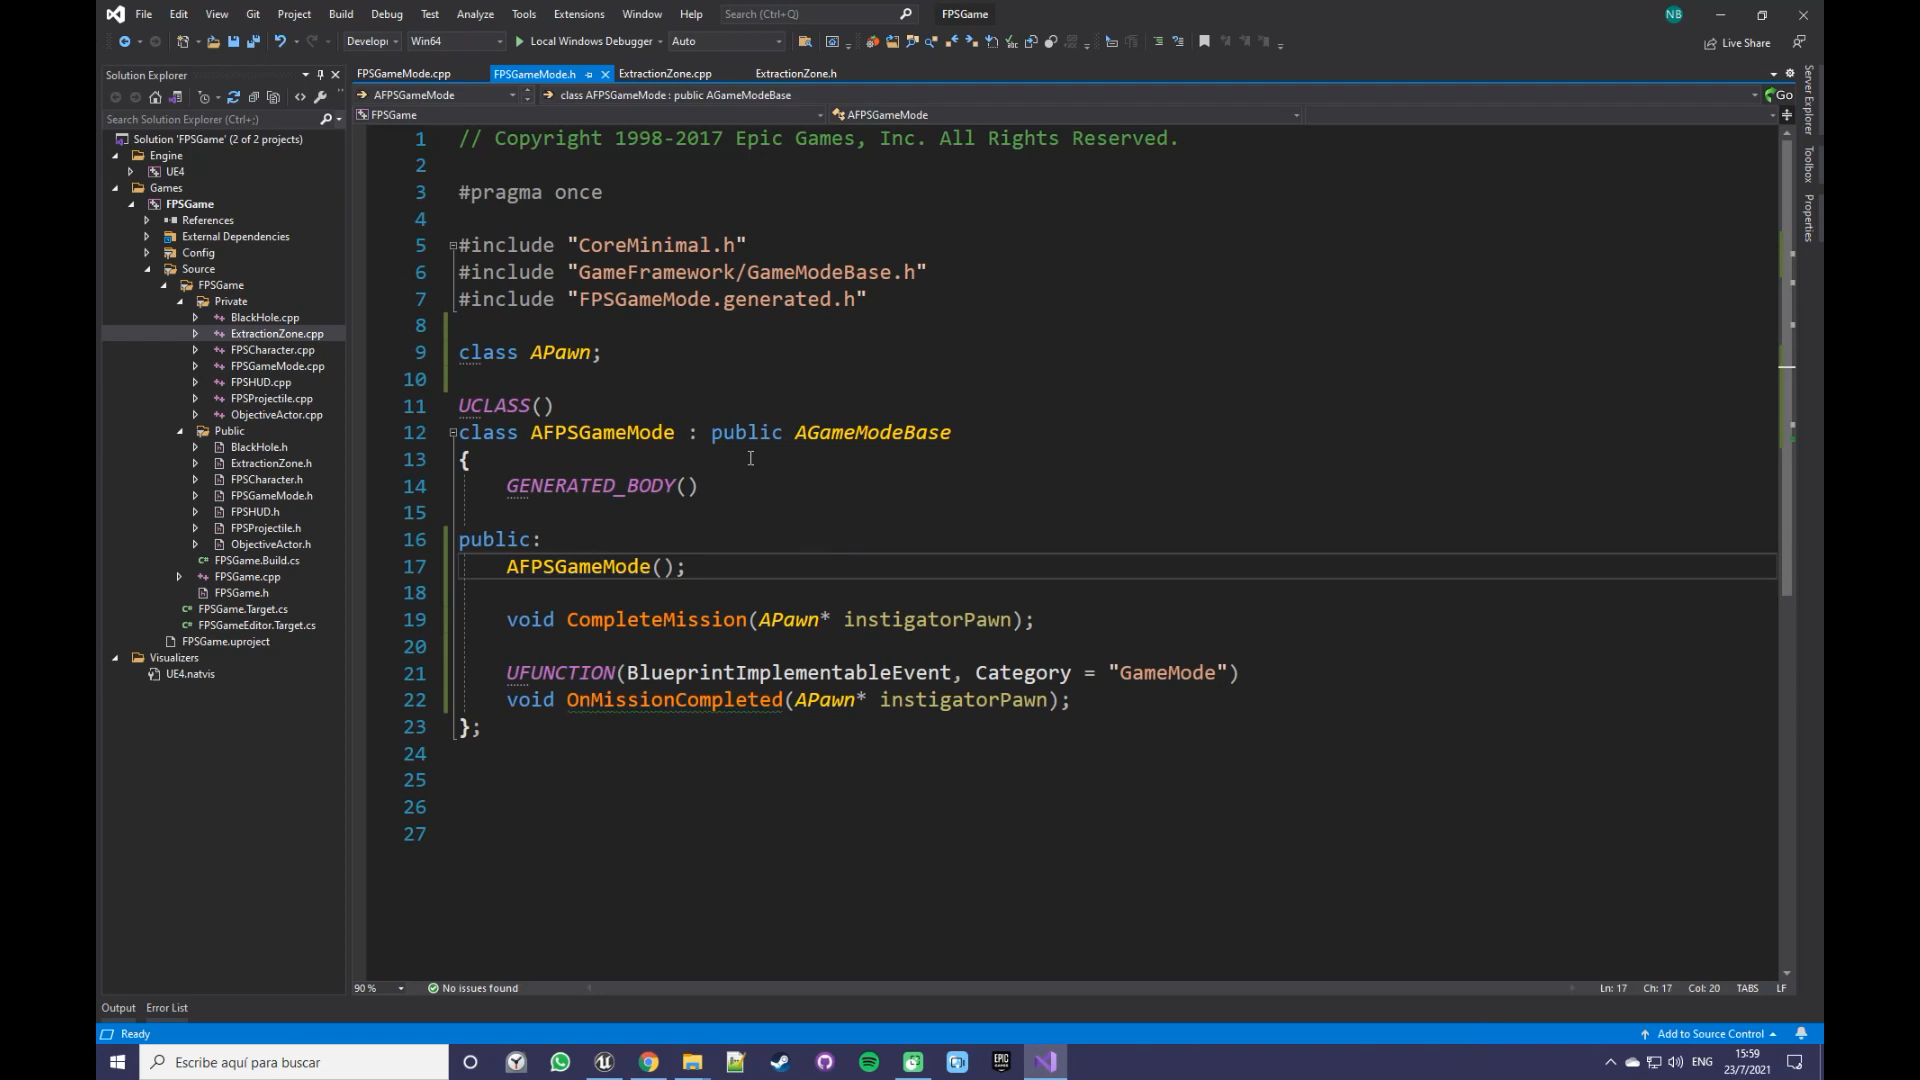 File Edit View Git Project Build Debug Test Analyze Tools Extensions Window Help Search (Ctrl+Q) FPSGame NB
Develop Win64 Local Windows Debugger Auto Live Share
Solution Explorer
Search Solution Explorer (Ctrl+;)
Solution 'FPSGame' (2 of 2 projects)
Engine
UE4
Games
FPSGame
References
External Dependencies
Config
Source
FPSGame
Private
BlackHole.cpp
ExtractionZone.cpp
FPSCharacter.cpp
FPSGameMode.cpp
FPSHUD.cpp
FPSProjectile.cpp
ObjectiveActor.cpp
Public
BlackHole.h
ExtractionZone.h
FPSCharacter.h
FPSGameMode.h
FPSHUD.h
FPSProjectile.h
ObjectiveActor.h
FPSGame.Build.cs
FPSGame.cpp
FPSGame.h
FPSGame.Target.cs
FPSGameEditor.Target.cs
FPSGame.uproject
Visualizers
UE4.natvis
FPSGameMode.cpp FPSGameMode.h ExtractionZone.cpp ExtractionZone.h
AFPSGameMode class AFPSGameMode : public AGameModeBase Go
FPSGame AFPSGameMode
1 // Copyright 1998-2017 Epic Games, Inc. All Rights Reserved.
2
3 #pragma once
4
5 #include "CoreMinimal.h"
6 #include "GameFramework/GameModeBase.h"
7 #include "FPSGameMode.generated.h"
8
9 class APawn;
10
11 UCLASS()
12 class AFPSGameMode : public AGameModeBase
13 {
14 GENERATED_BODY()
15
16 public:
17 AFPSGameMode();
18
19 void CompleteMission(APawn* instigatorPawn);
20
21 UFUNCTION(BlueprintImplementableEvent, Category = "GameMode")
22 void OnMissionCompleted(APawn* instigatorPawn);
23 };
24
25
26
27
Server Explorer
Toolbox
Properties
90 % No issues found Ln: 17 Ch: 17 Col: 20 TABS LF
Output Error List
Ready Add to Source Control
Escribe aquí para buscar EPIC GAMES ENG 15:59
23/7/2021